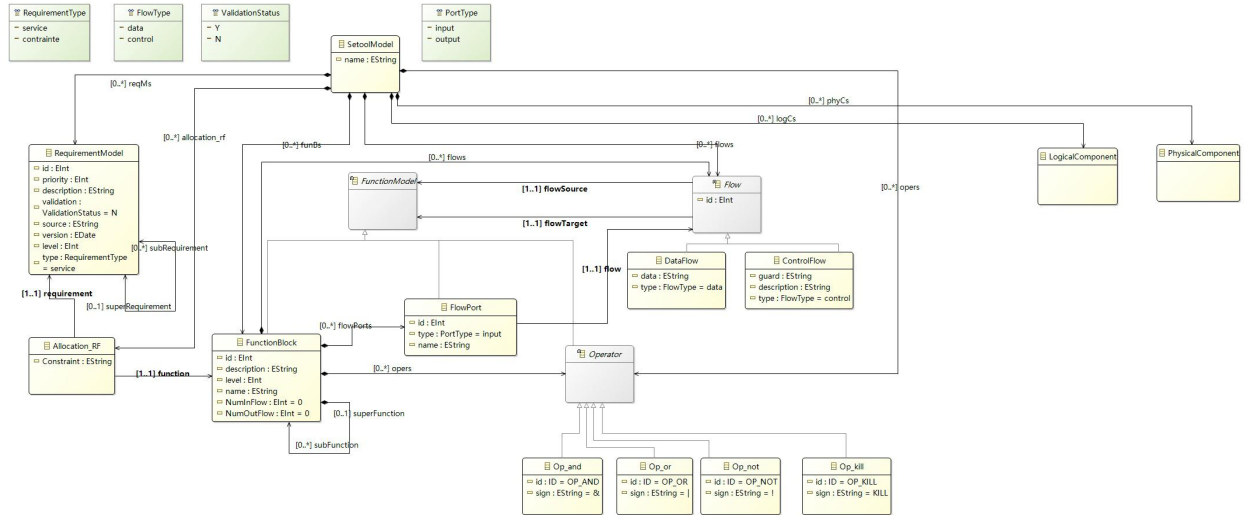 RequirementType
service
contrainte
FlowType
data
control
ValidationStatus
Y
N
PortType
input
output
SetoolModel
name : EString
[0..*] reqMs
[0..*] allocation_rf
[0..*] funBs
[0..*] flows
[0..*] flows
[0..*] phyCs
[0..*] logCs
[0..*] opers
RequirementModel
id : EInt
priority : EInt
description : EString
validation :
ValidationStatus = N
source : EString
version : EDate
level : EInt
type : RequirementType
= service
[0..*] subRequirement
[0..1] superRequirement
[1..1] requirement
FunctionModel
[1..1] flowSource
[1..1] flowTarget
Flow
id : EInt
LogicalComponent
PhysicalComponent
DataFlow
data : EString
type : FlowType = data
ControlFlow
guard : EString
description : EString
type : FlowType = control
[1..1] flow
FlowPort
id : EInt
type : PortType = input
name : EString
[0..*] flowPorts
Allocation_RF
Constraint : EString
[1..1] function
FunctionBlock
id : EInt
description : EString
level : EInt
name : EString
NumInFlow : EInt = 0
NumOutFlow : EInt = 0
[0..*] opers
[0..1] superFunction
[0..*] subFunction
Operator
Op_and
id : ID = OP_AND
sign : EString = &
Op_or
id : ID = OP_OR
sign : EString = |
Op_not
id : ID = OP_NOT
sign : EString = !
Op_kill
id : ID = OP_KILL
sign : EString = KILL